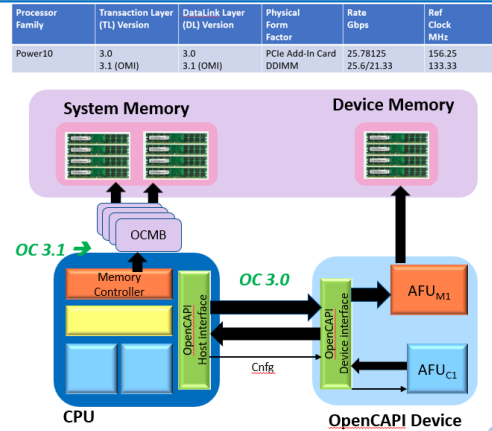 Processor Family
Transaction Layer (TL) Version
DataLink Layer (DL) Version
Physical Form Factor
Rate Gbps
Ref Clock MHz
Power10
3.0
3.1 (OMI)
3.0
3.1 (OMI)
PCIe Add-In Card
DDIMM
25.78125
25.6/21.33
156.25
133.33
System Memory
Device Memory
OCMB
OC 3.1
Memory
Controller
OpenCAPI
Host interface
OC 3.0
Cnfg
OpenCAPI
Device interface
AFUM1
AFUC1
CPU
OpenCAPI Device